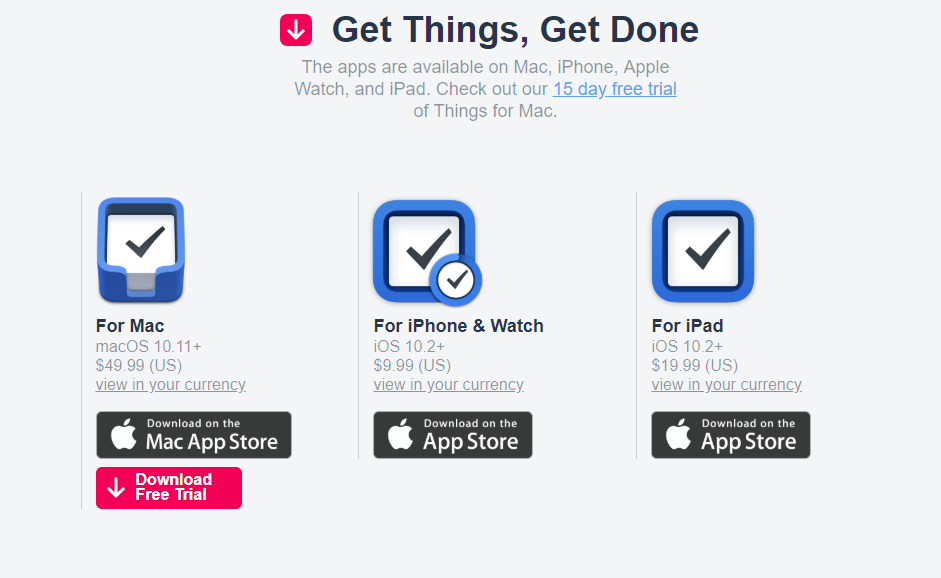 Get Things, Get Done
The apps are available on Mac, iPhone, Apple
Watch, and iPad. Check out our 15 day free trial
of Things for Mac.
For Mac
macOS 10.11+
$49.99 (US)
view in your currency
Download on the
Mac App Store
Download
Free Trial
For iPhone & Watch
iOS 10.2+
$9.99 (US)
view in your currency
Download on the
App Store
For iPad
iOS 10.2+
$19.99 (US)
view in your currency
Download on the
App Store